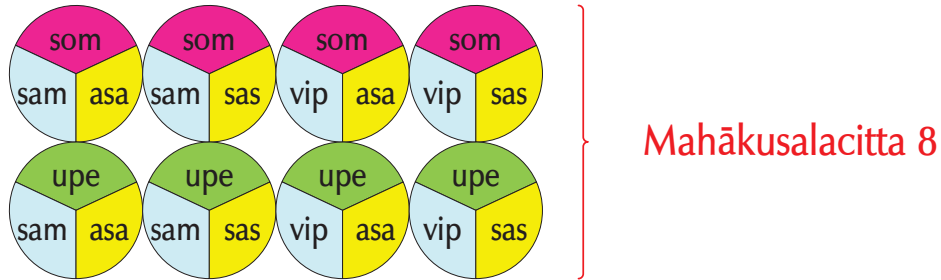 som som som som
sam asa sam sas vip asa vip sas
Mahākusalacitta 8
upe upe upe upe
sam asa sam sas vip asa vip sas